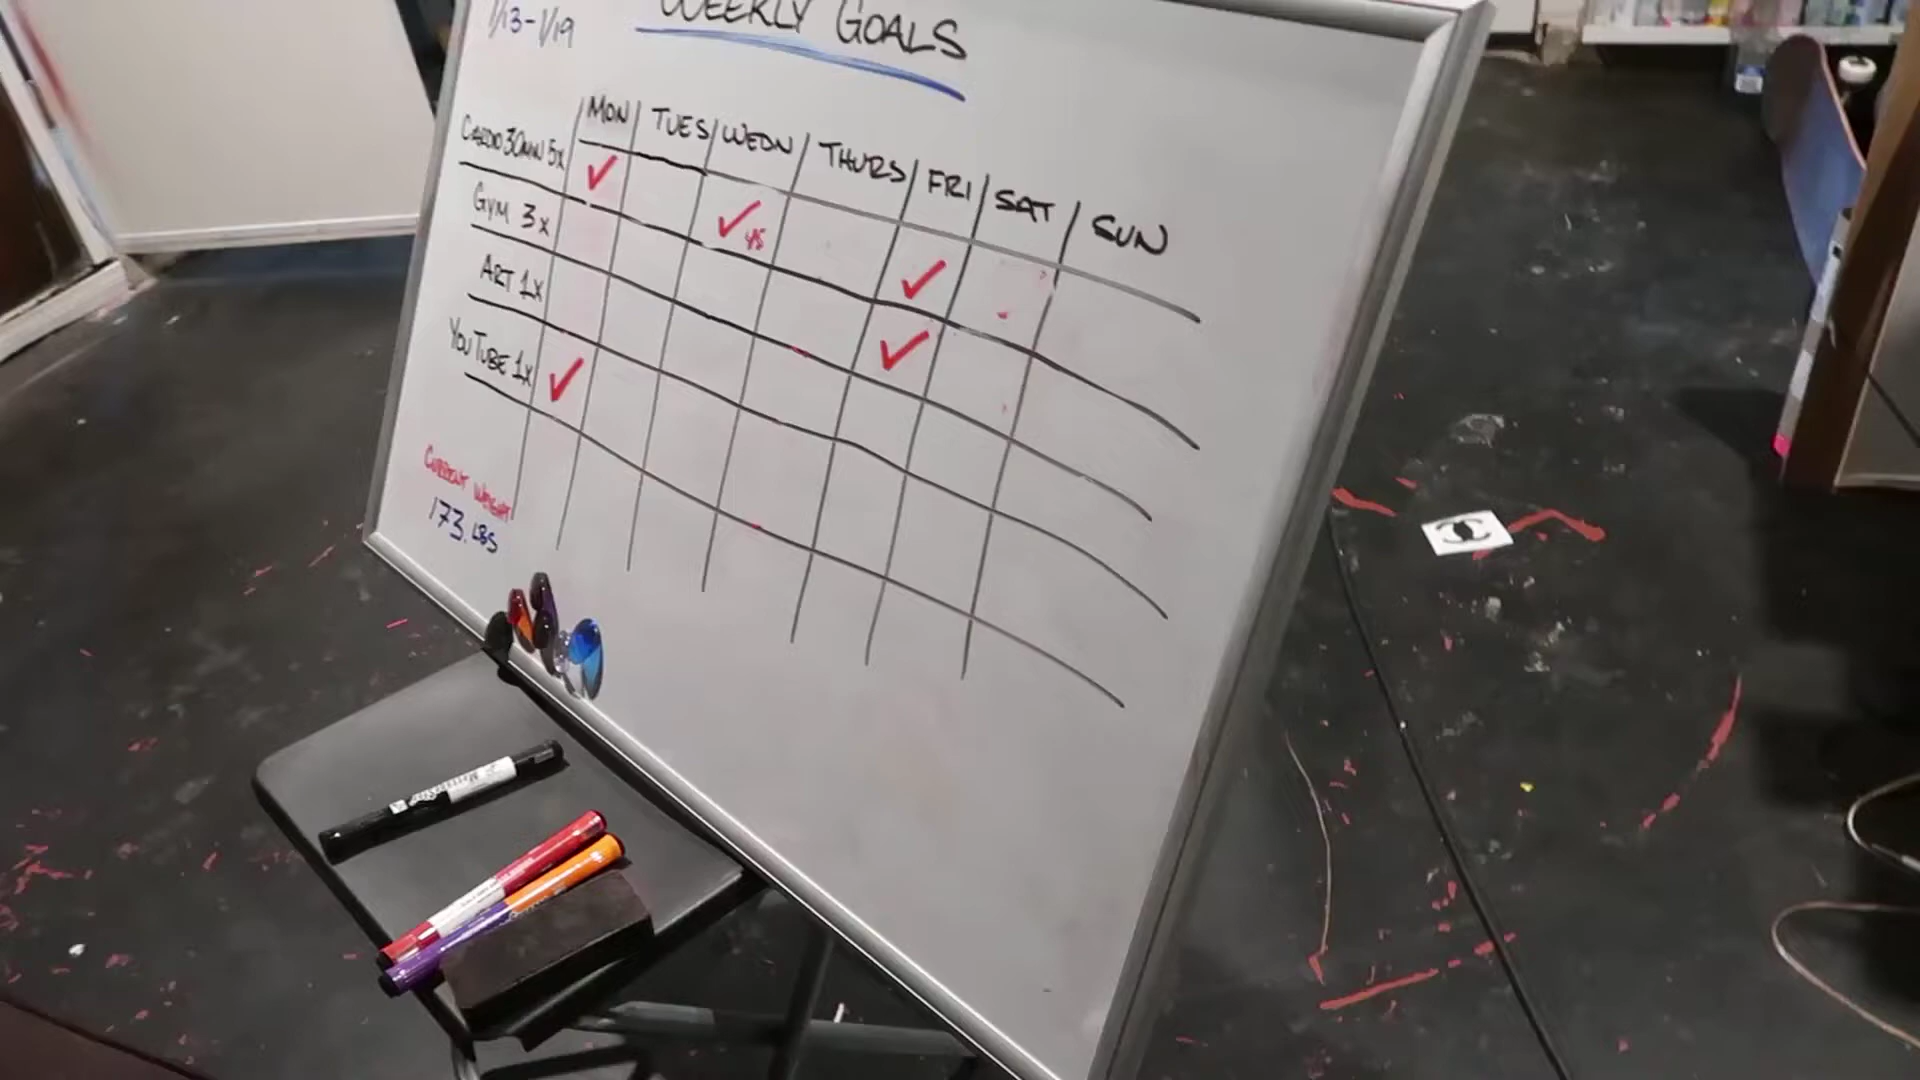 1/13-1/19
WEEKLY GOALS
MON TUES WEDN THURS FRI SAT SUN
CARDIO 30MIN 5x
45
GYM 3x
ART 1x
YOUTUBE 1x
CURRENT WEIGHT
173. LBS